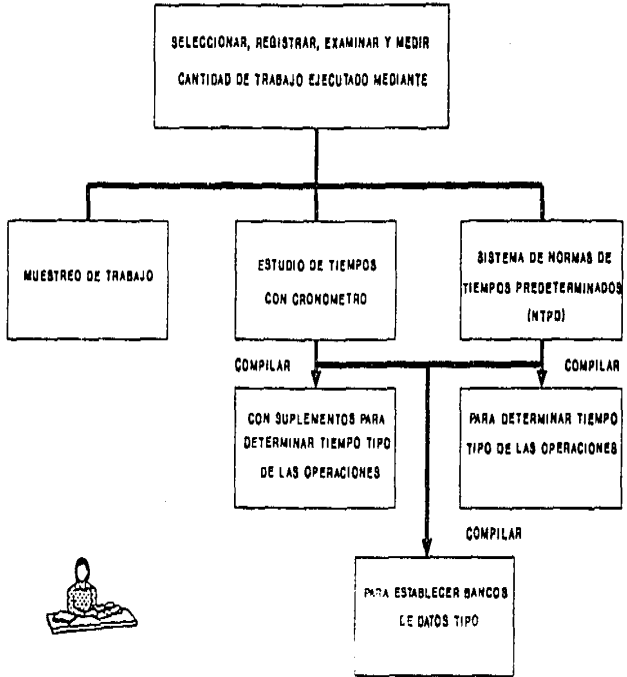 SELECCIONAR, REGISTRAR, EXAMINAR Y MEDIR
CANTIDAD DE TRABAJO EJECUTADO MEDIANTE
MUESTREO DE TRABAJO
ESTUDIO DE TIEMPOS
CON CRONOMETRO
SISTEMA DE NORMAS DE
TIEMPOS PREDETERMINADOS
(NTPD)
COMPILAR
COMPILAR
CON SUPLEMENTOS PARA
DETERMINAR TIEMPO TIPO
DE LAS OPERACIONES
PARA DETERMINAR TIEMPO
TIPO DE LAS OPERACIONES
COMPILAR
PARA ESTABLECER BANCOS
DE DATOS TIPO